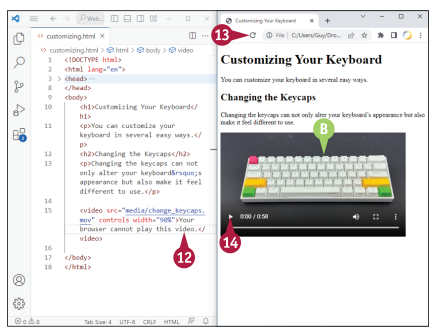 Web...
customizing.html
customizing.html > html > body > video
1 <!DOCTYPE html>
2 <html lang="en">
3 > <head>...
8 </head>
9 <body>
10 <h1>Customizing Your Keyboard</
h1>
11 <p>You can customize your
keyboard in several easy ways.</
p>
12 <h2>Changing the Keycaps</h2>
13 <p>Changing the keycaps can not
only alter your keyboard&rsquo;s
appearance but also make it feel
different to use.</p>
14
15 <video src="media/change_keycaps.
mov" controls width="90%">Your
browser cannot play this video.</
video>
16
17 </body>
18 </html>
12
0
Tab Size: 4 UTF-8 CRLF HTML
Customizing Your Keyboard
13
File | C:/Users/Guy/Dro...
Customizing Your Keyboard
You can customize your keyboard in several easy ways.
Changing the Keycaps
Changing the keycaps can not only alter your keyboard's appearance but also
make it feel different to use.
B
0:00 / 0:58
14